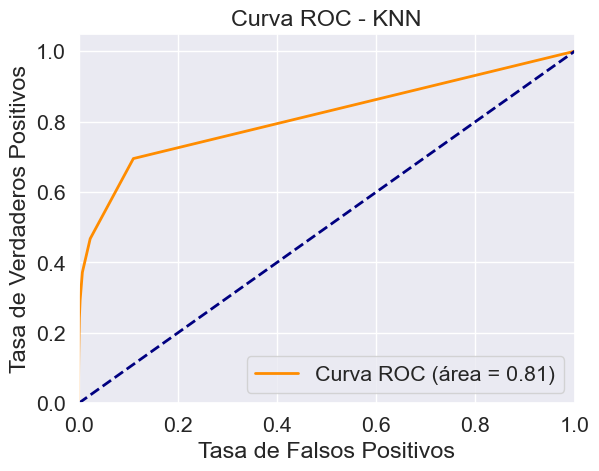 Curva ROC - KNN
1.0
0.8
0.6
0.4
0.2
0.0
Tasa de Verdaderos Positivos
Curva ROC (área = 0.81)
0.0 0.2 0.4 0.6 0.8 1.0
Tasa de Falsos Positivos